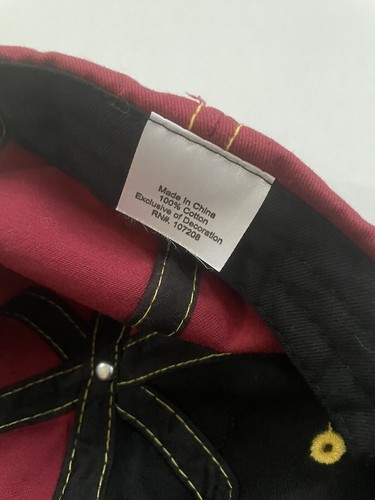 Made In China
100% Cotton
Exclusive of Decoration
RN#. 107208